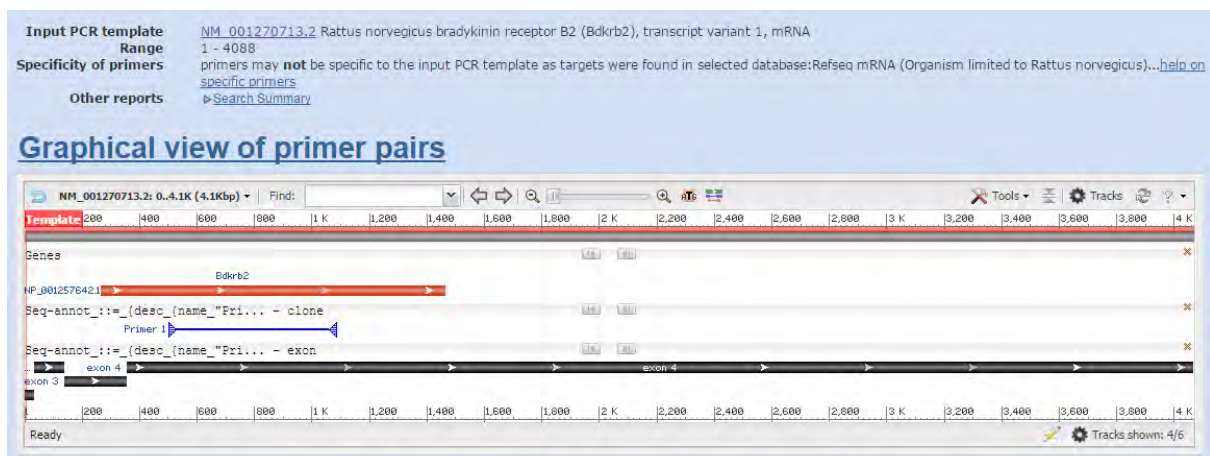 Input PCR template NM_001270713.2 Rattus norvegicus bradykinin receptor B2 (Bdkrb2), transcript variant 1, mRNA
Range 1 - 4088
Specificity of primers primers may not be specific to the input PCR template as targets were found in selected database:Refseq mRNA (Organism limited to Rattus norvegicus)...help on
specific primers
Other reports Search Summary
Graphical view of primer pairs
NM_001270713.2: 0..4.1K (4.1Kbp) Find: Tools Tracks ?
Template 200 400 600 800 1 K 1,200 1,400 1,600 1,800 2 K 2,200 2,400 2,600 2,800 3 K 3,200 3,400 3,600 3,800 4 K
Genes
Bdkrb2
NP_001257642.1
Seq-annot_::=_{desc_{name_"Pri... - clone
Primer 1
Seq-annot_::=_{desc_{name_"Pri... - exon
exon 4 exon 4
exon 3
200 400 600 800 1 K 1,200 1,400 1,600 1,800 2 K 2,200 2,400 2,600 2,800 3 K 3,200 3,400 3,600 3,800 4 K
Ready Tracks shown: 4/6